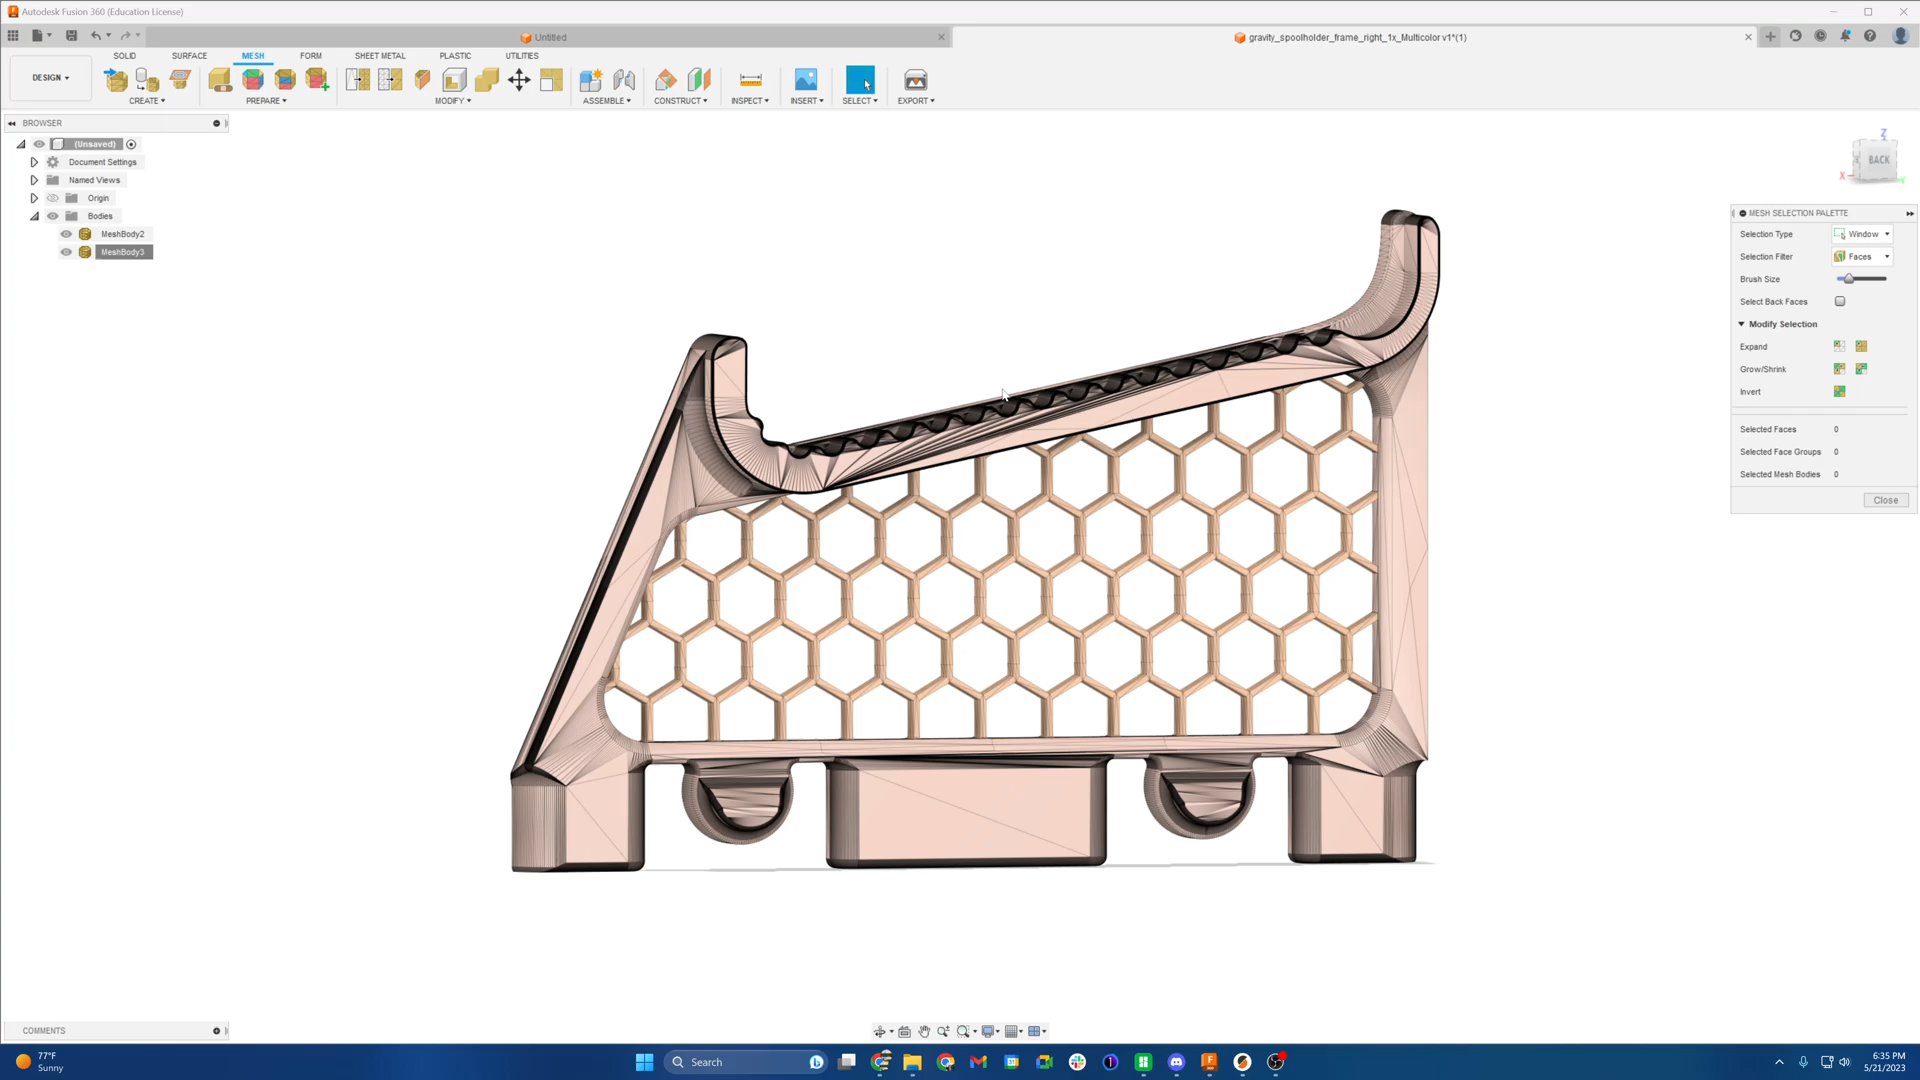 Autodesk Fusion 360 (Education License)
Untitled
gravity_spoolholder_frame_right_1x_Multicolor v1*(1)
SOLID
SURFACE
MESH
FORM
SHEET METAL
PLASTIC
UTILITIES
DESIGN
CREATE
PREPARE
MODIFY
ASSEMBLE
CONSTRUCT
INSPECT
INSERT
SELECT
EXPORT
BROWSER
(Unsaved)
Document Settings
Named Views
Origin
Bodies
MeshBody2
MeshBody3
Z
BACK
X
Y
MESH SELECTION PALETTE
Selection Type Window
Selection Filter Faces
Brush Size
Select Back Faces
Modify Selection
Expand
Grow/Shrink
Invert
Selected Faces 0
Selected Face Groups 0
Selected Mesh Bodies 0
Close
COMMENTS
77°F
Sunny
Search
6:35 PM
5/21/2023